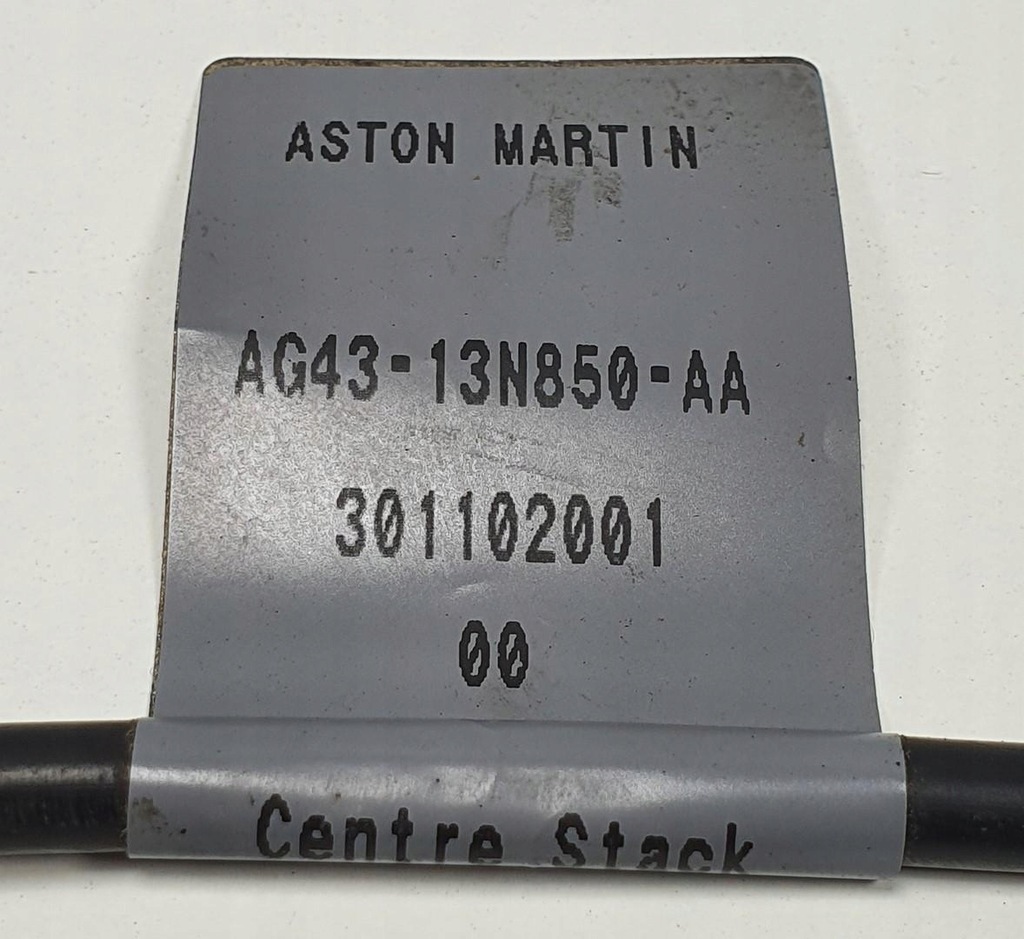 ASTON MARTIN
AG43-13N850-AA
301102001
00
Centre Stack